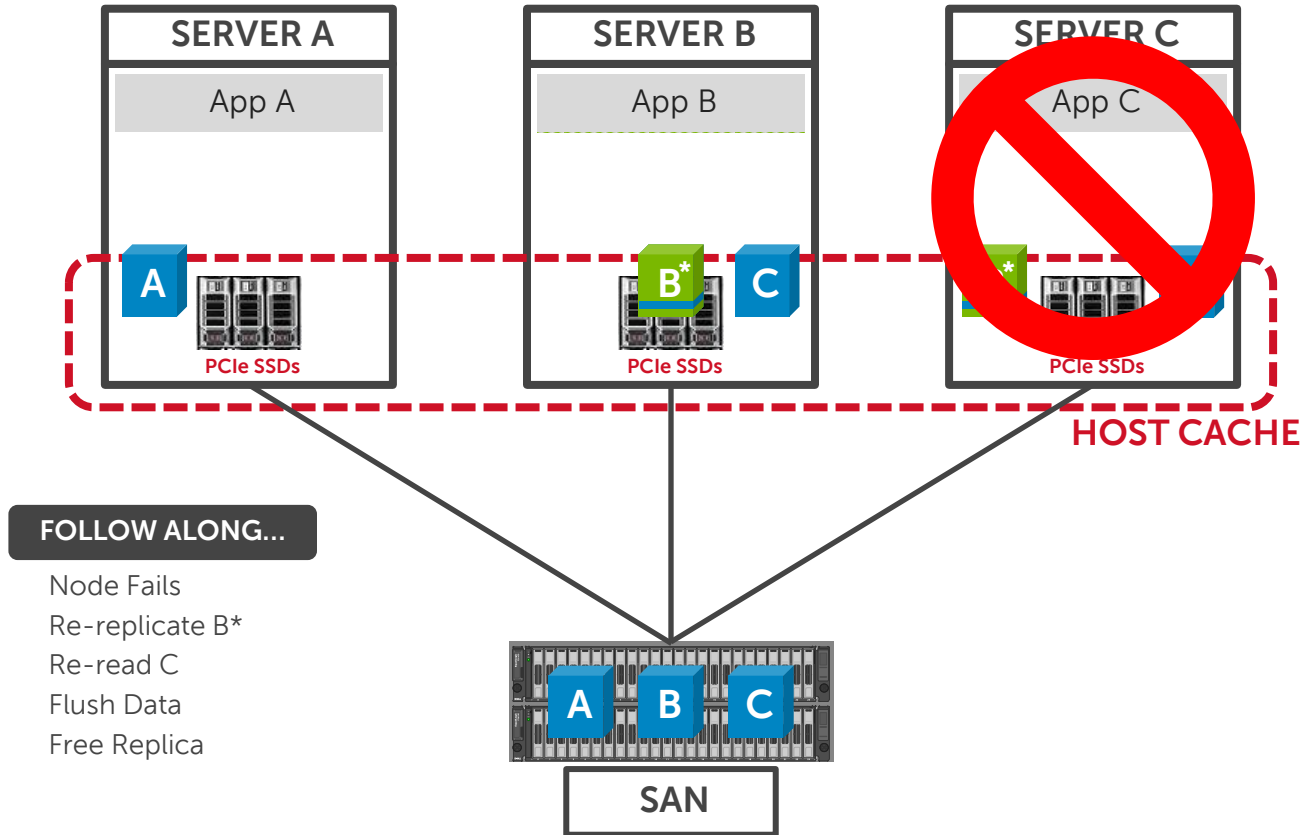 SERVER A
SERVER B
SERVER C
App A
App B
App C
A
B*
C
*
PCIe SSDs
PCIe SSDs
PCIe SSDs
HOST CACHE
FOLLOW ALONG...
Node Fails
Re-replicate B*
Re-read C
Flush Data
Free Replica
A
B
C
SAN